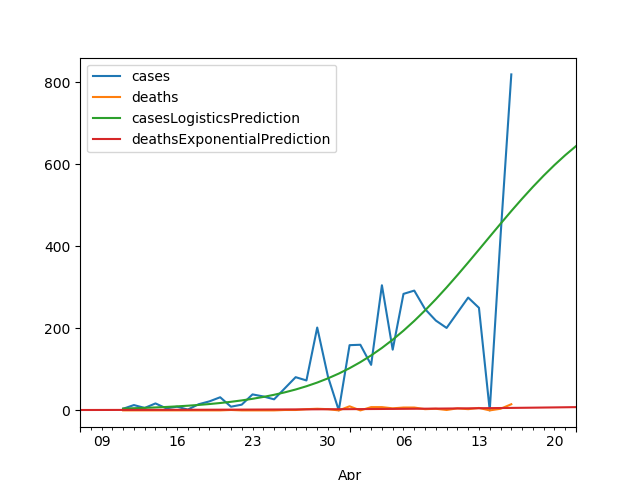 cases
deaths
casesLogisticsPrediction
deathsExponentialPrediction
800
600
400
200
0
09 16 23 30 06 13 20
Apr